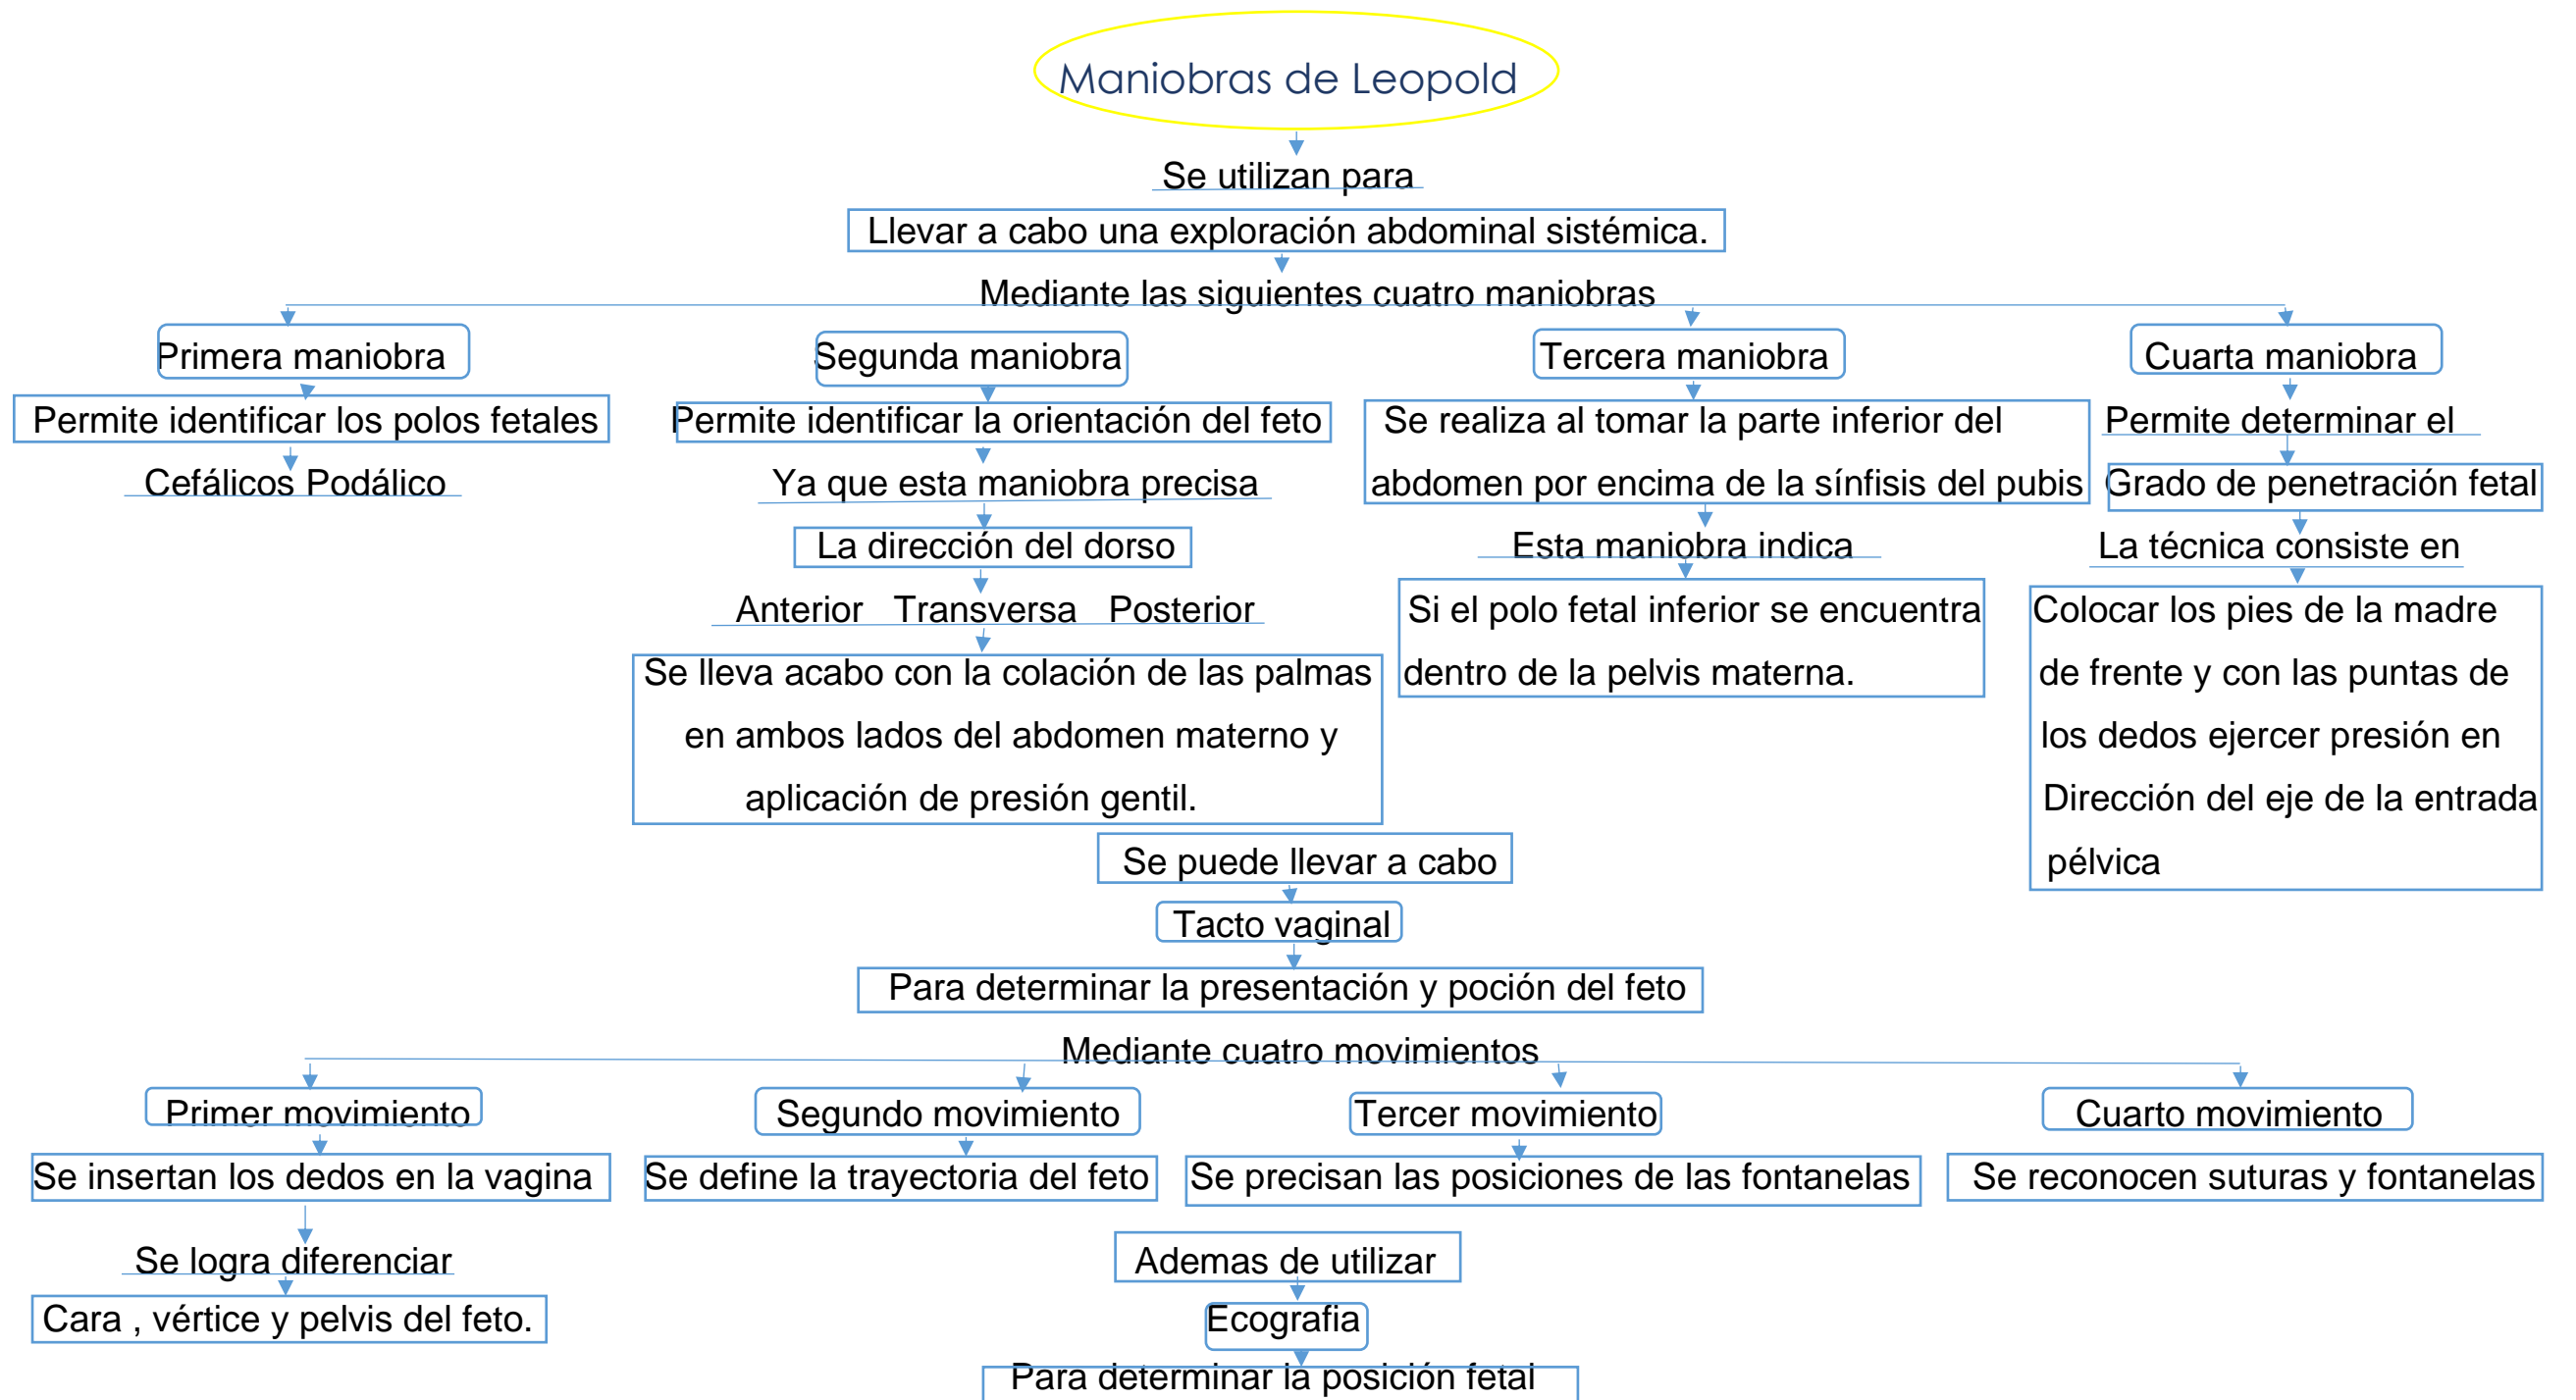 Maniobras de Leopold
Se utilizan para
Llevar a cabo una exploración abdominal sistémica.
Mediante las siguientes cuatro maniobras
Primera maniobra
Permite identificar los polos fetales
Cefálicos Podálico
Segunda maniobra
Permite identificar la orientación del feto
Ya que esta maniobra precisa
La dirección del dorso
Anterior Transversa Posterior
Se lleva acabo con la colación de las palmas
en ambos lados del abdomen materno y
aplicación de presión gentil.
Tercera maniobra
Se realiza al tomar la parte inferior del
abdomen por encima de la sínfisis del pubis
Esta maniobra indica
Si el polo fetal inferior se encuentra
dentro de la pelvis materna.
Cuarta maniobra
Permite determinar el
Grado de penetración fetal
La técnica consiste en
Colocar los pies de la madre
de frente y con las puntas de
los dedos ejercer presión en
Dirección del eje de la entrada
pélvica
Se puede llevar a cabo
Tacto vaginal
Para determinar la presentación y poción del feto
Mediante cuatro movimientos
Primer movimiento
Se insertan los dedos en la vagina
Se logra diferenciar
Cara , vértice y pelvis del feto.
Segundo movimiento
Se define la trayectoria del feto
Tercer movimiento
Se precisan las posiciones de las fontanelas
Cuarto movimiento
Se reconocen suturas y fontanelas
Ademas de utilizar
Ecografia
Para determinar la posición fetal